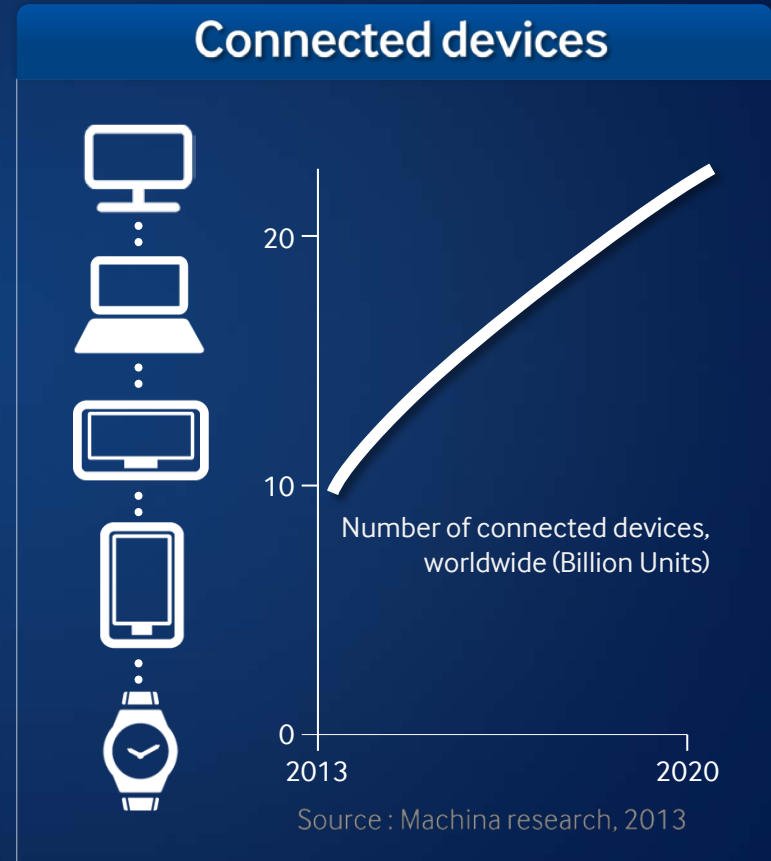 Connected devices
20
10
Number of connected devices,
worldwide (Billion Units)
0
2013 2020
Source : Machina research, 2013